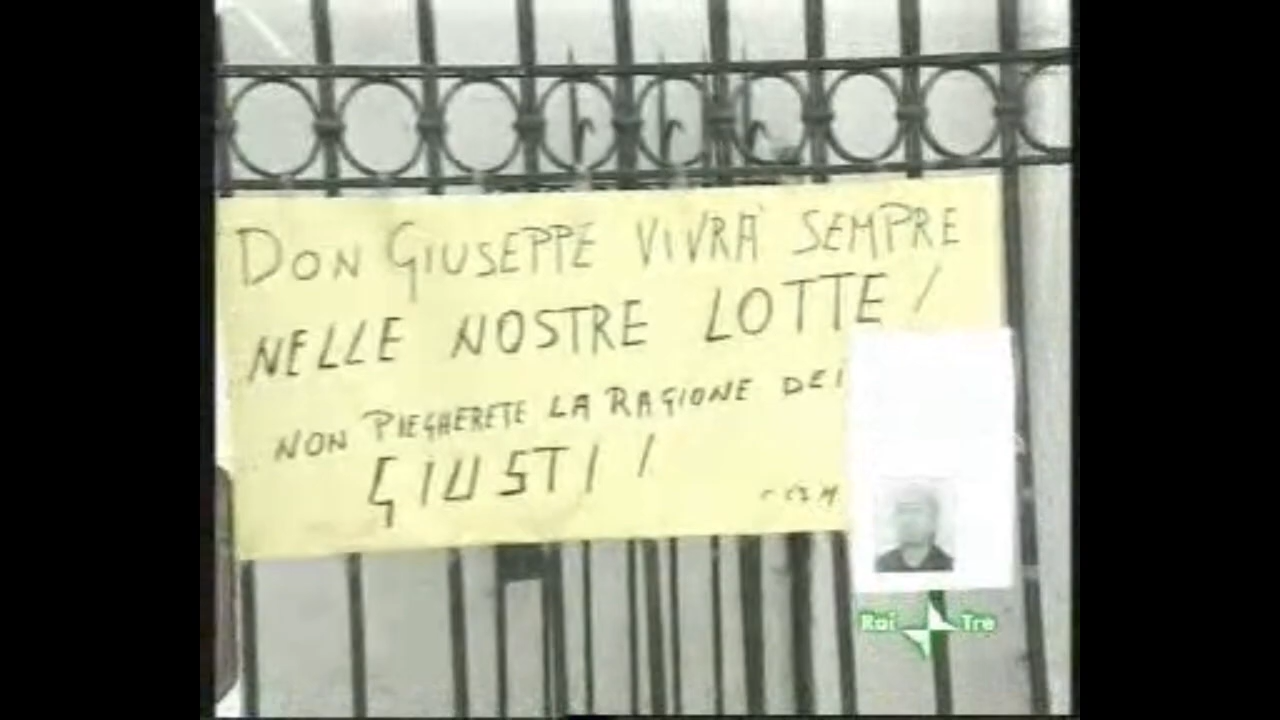 DON GIUSEPPE VIVRÀ SEMPRE
NELLE NOSTRE LOTTE!
NON PIEGHERETE LA RAGIONE DEI
GIUSTI!
Rai Tre